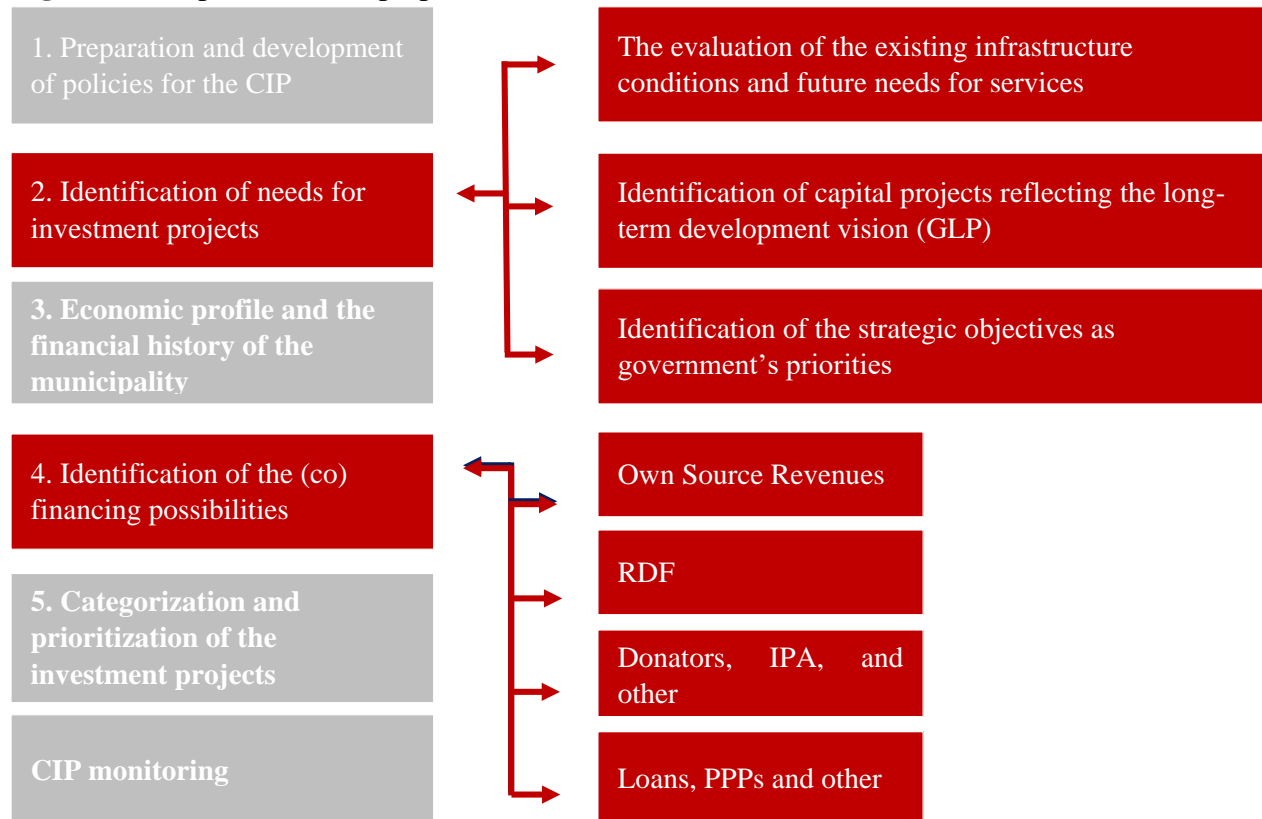 1. Preparation and development
of policies for the CIP
The evaluation of the existing infrastructure
conditions and future needs for services
2. Identification of needs for
investment projects
Identification of capital projects reflecting the long-
term development vision (GLP)
3. Economic profile and the
financial history of the
municipality
Identification of the strategic objectives as
government’s priorities
4. Identification of the (co)
financing possibilities
Own Source Revenues
RDF
5. Categorization and
prioritization of the
investment projects
Donators, IPA, and
other
CIP monitoring
Loans, PPPs and other